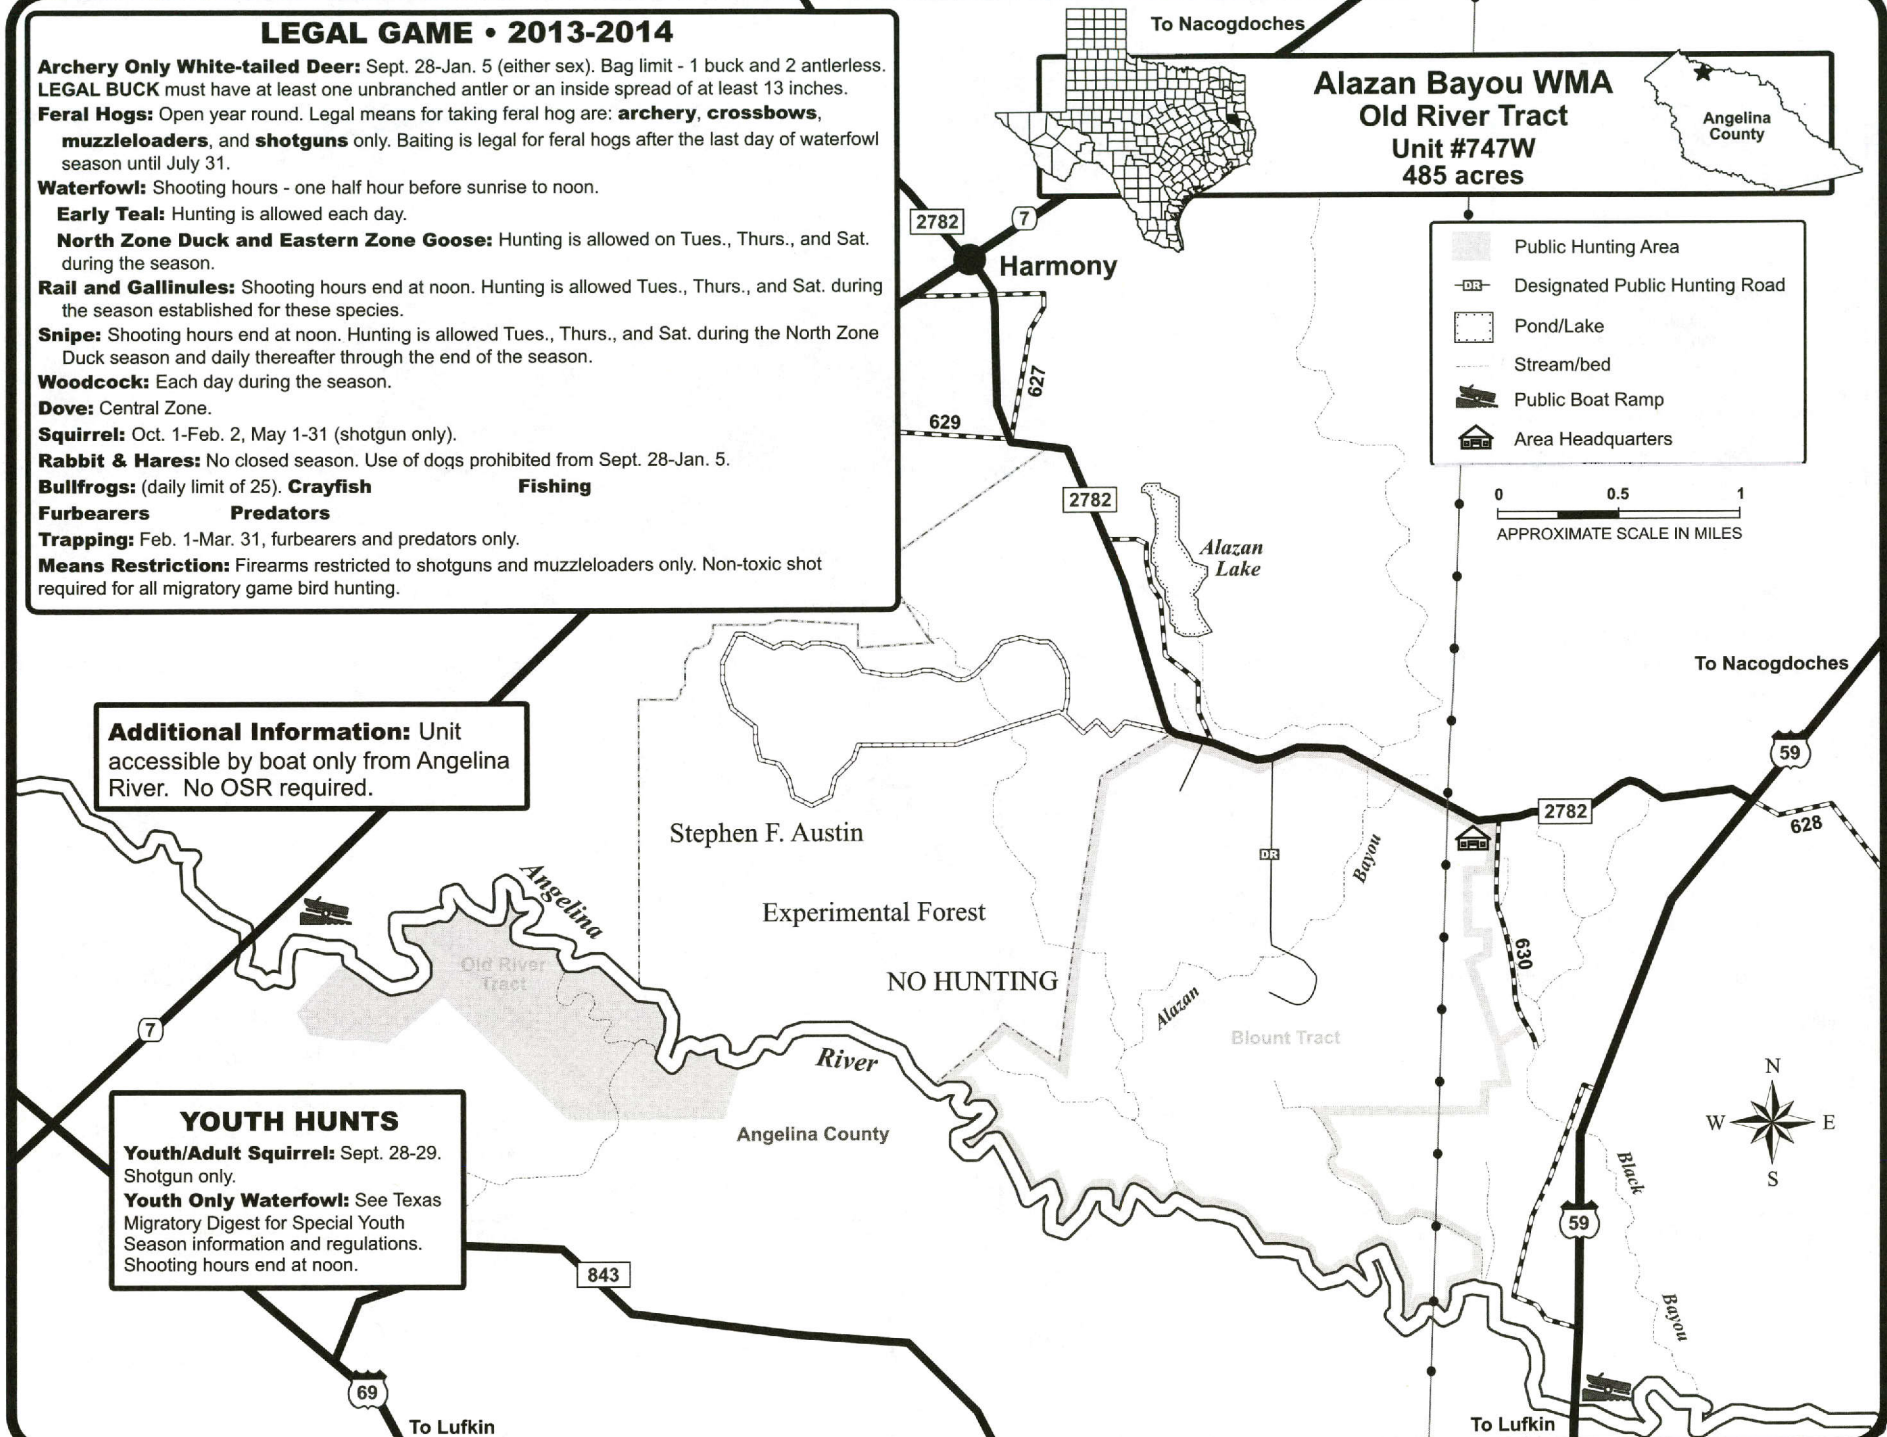 LEGAL GAME • 2013-2014
Archery Only White-tailed Deer: Sept. 28-Jan. 5 (either sex). Bag limit - 1 buck and 2 antlerless.
LEGAL BUCK must have at least one unbranched antler or an inside spread of at least 13 inches.
Feral Hogs: Open year round. Legal means for taking feral hog are: archery, crossbows,
muzzleloaders, and shotguns only. Baiting is legal for feral hogs after the last day of waterfowl
season until July 31.
Waterfowl: Shooting hours - one half hour before sunrise to noon.
Early Teal: Hunting is allowed each day.
North Zone Duck and Eastern Zone Goose: Hunting is allowed on Tues., Thurs., and Sat.
during the season.
Rail and Gallinules: Shooting hours end at noon. Hunting is allowed Tues., Thurs., and Sat. during
the season established for these species.
Snipe: Shooting hours end at noon. Hunting is allowed Tues., Thurs., and Sat. during the North Zone
Duck season and daily thereafter through the end of the season.
Woodcock: Each day during the season.
Dove: Central Zone.
Squirrel: Oct. 1-Feb. 2, May 1-31 (shotgun only).
Rabbit & Hares: No closed season. Use of dogs prohibited from Sept. 28-Jan. 5.
Bullfrogs: (daily limit of 25). Crayfish Fishing
Furbearers Predators
Trapping: Feb. 1-Mar. 31, furbearers and predators only.
Means Restriction: Firearms restricted to shotguns and muzzleloaders only. Non-toxic shot
required for all migratory game bird hunting.
To Nacogdoches
Alazan Bayou WMA
Old River Tract
Unit #747W
485 acres
Angelina
County
Public Hunting Area
DR Designated Public Hunting Road
Pond/Lake
Stream/bed
Public Boat Ramp
Area Headquarters
0 0.5 1
APPROXIMATE SCALE IN MILES
2782
7
Harmony
627
629
2782
Alazan
Lake
To Nacogdoches
59
Additional Information: Unit
accessible by boat only from Angelina
River. No OSR required.
2782
628
Stephen F. Austin
Experimental Forest
NO HUNTING
DR
Bayou
Alazan
630
Angelina
River
Old River
Tract
Blount Tract
7
Angelina County
YOUTH HUNTS
Youth/Adult Squirrel: Sept. 28-29.
Shotgun only.
Youth Only Waterfowl: See Texas
Migratory Digest for Special Youth
Season information and regulations.
Shooting hours end at noon.
N
W E
S
Black
Bayou
59
843
69
To Lufkin
To Lufkin